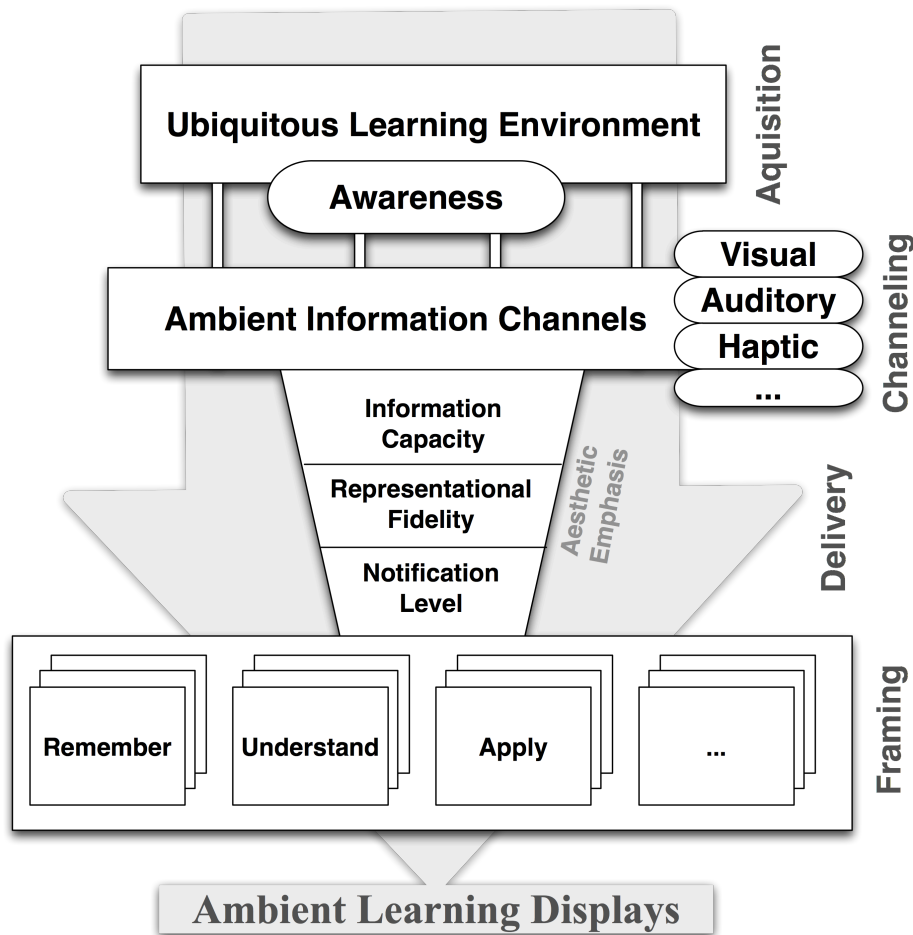 Ubiquitous Learning Environment
Aquisition
Awareness
Ambient Information Channels
Visual
Auditory
Haptic
...
Channeling
Information
Capacity
Representational
Fidelity
Notification
Level
Aesthetic
Emphasis
Delivery
Remember
Understand
Apply
...
Framing
Ambient Learning Displays